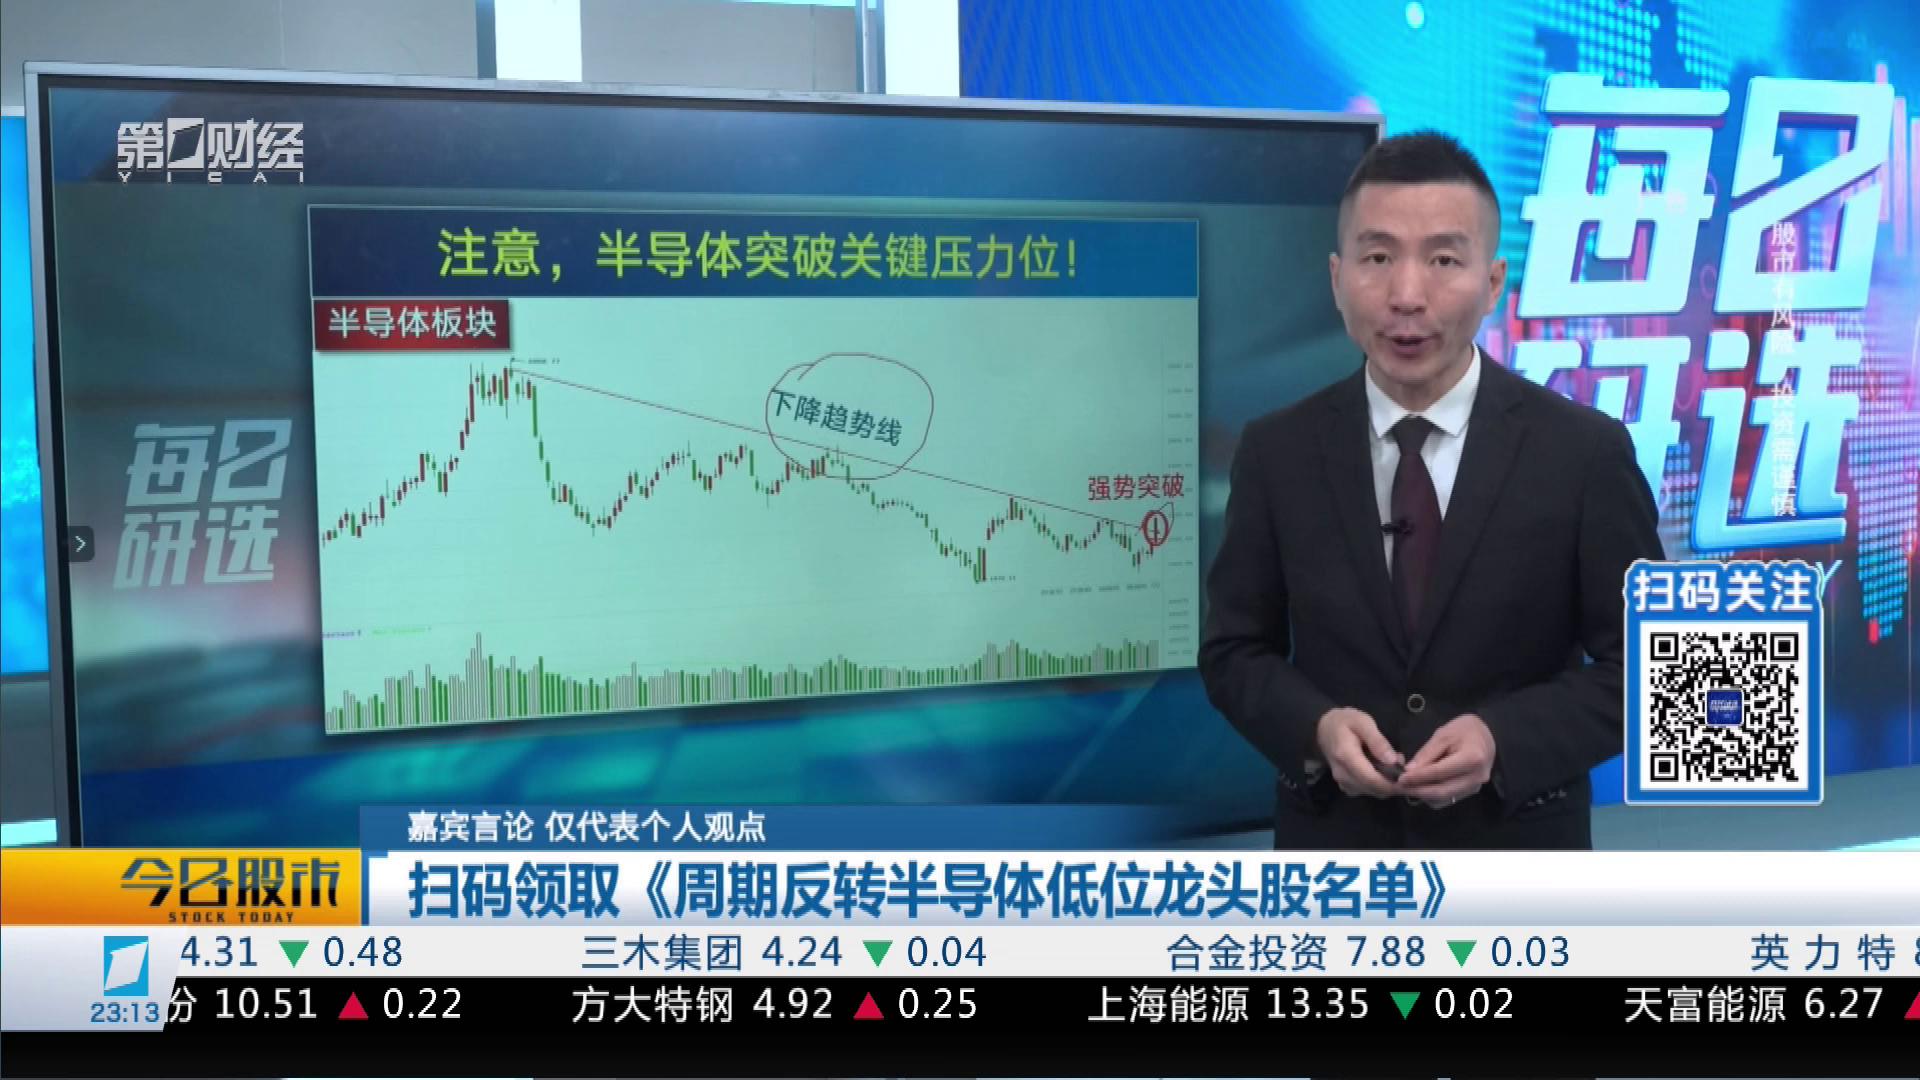 第一财经
YICAI
注意，半导体突破关键压力位！
半导体板块
下降趋势线
强势突破
每日
研选
每日
研选
股市有风险 投资需谨慎
扫码关注
嘉宾言论 仅代表个人观点
今日股市
STOCK TODAY
扫码领取《周期反转半导体低位龙头股名单》
4.31 ▼ 0.48 三木集团 4.24 ▼ 0.04 合金投资 7.88 ▼ 0.03 英力特
23:13
份 10.51 ▲ 0.22 方大特钢 4.92 ▲ 0.25 上海能源 13.35 ▼ 0.02 天富能源 6.27 ▲